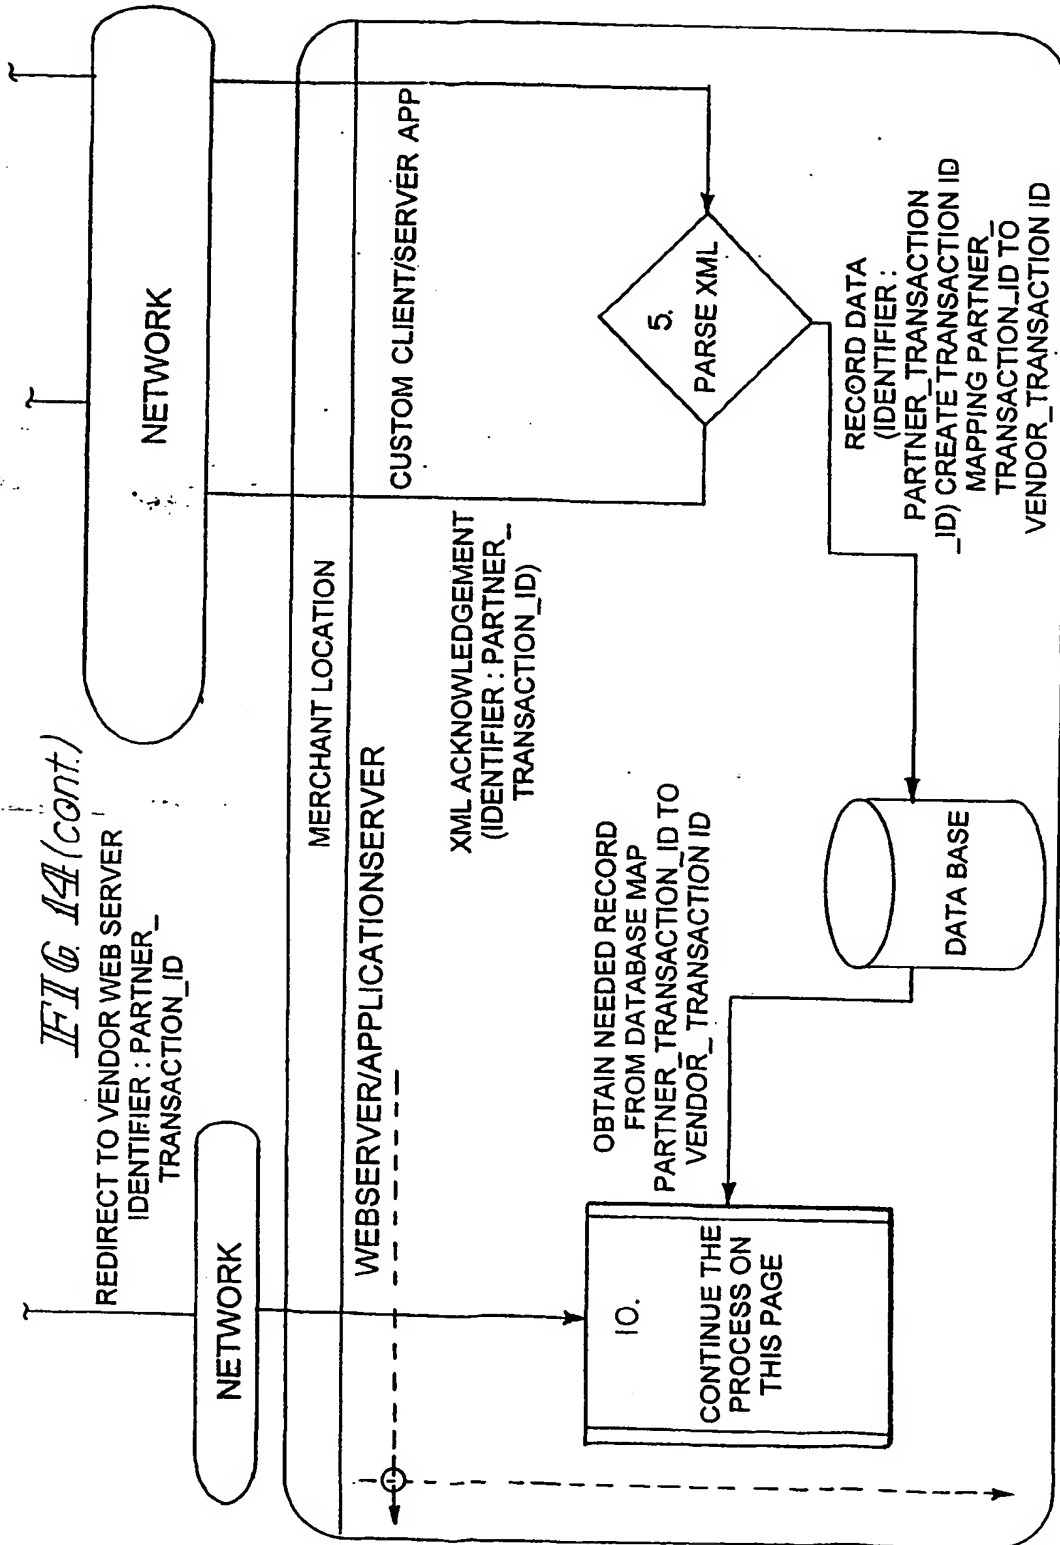 FIG. 14 (cont.)
REDIRECT TO VENDOR WEB SERVER
IDENTIFIER : PARTNER_
TRANSACTION_ID
NETWORK
NETWORK
MERCHANT LOCATION
WEBSERVER/APPLICATIONSERVER
CUSTOM CLIENT/SERVER APP
XML ACKNOWLEDGEMENT
(IDENTIFIER : PARTNER_
TRANSACTION_ID)
5.
PARSE XML
RECORD DATA
(IDENTIFIER :
PARTNER_TRANSACTION
_ID) CREATE TRANSACTION ID
MAPPING PARTNER_
TRANSACTION_ID TO
VENDOR_TRANSACTION ID
OBTAIN NEEDED RECORD
FROM DATABASE MAP
PARTNER_TRANSACTION_ID TO
VENDOR_TRANSACTION ID
10.
CONTINUE THE
PROCESS ON
THIS PAGE
DATA BASE